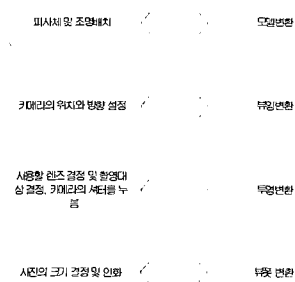 피사체 및 조명배치
모델변환
카메라의 위치와 방향 설정
뷰잉변환
사용할 렌즈 결정 및 촬영대
상 결정, 카메라의 셔터를 누
름
투영변환
사진의 크기 결정 및 인화
뷰폿 변환